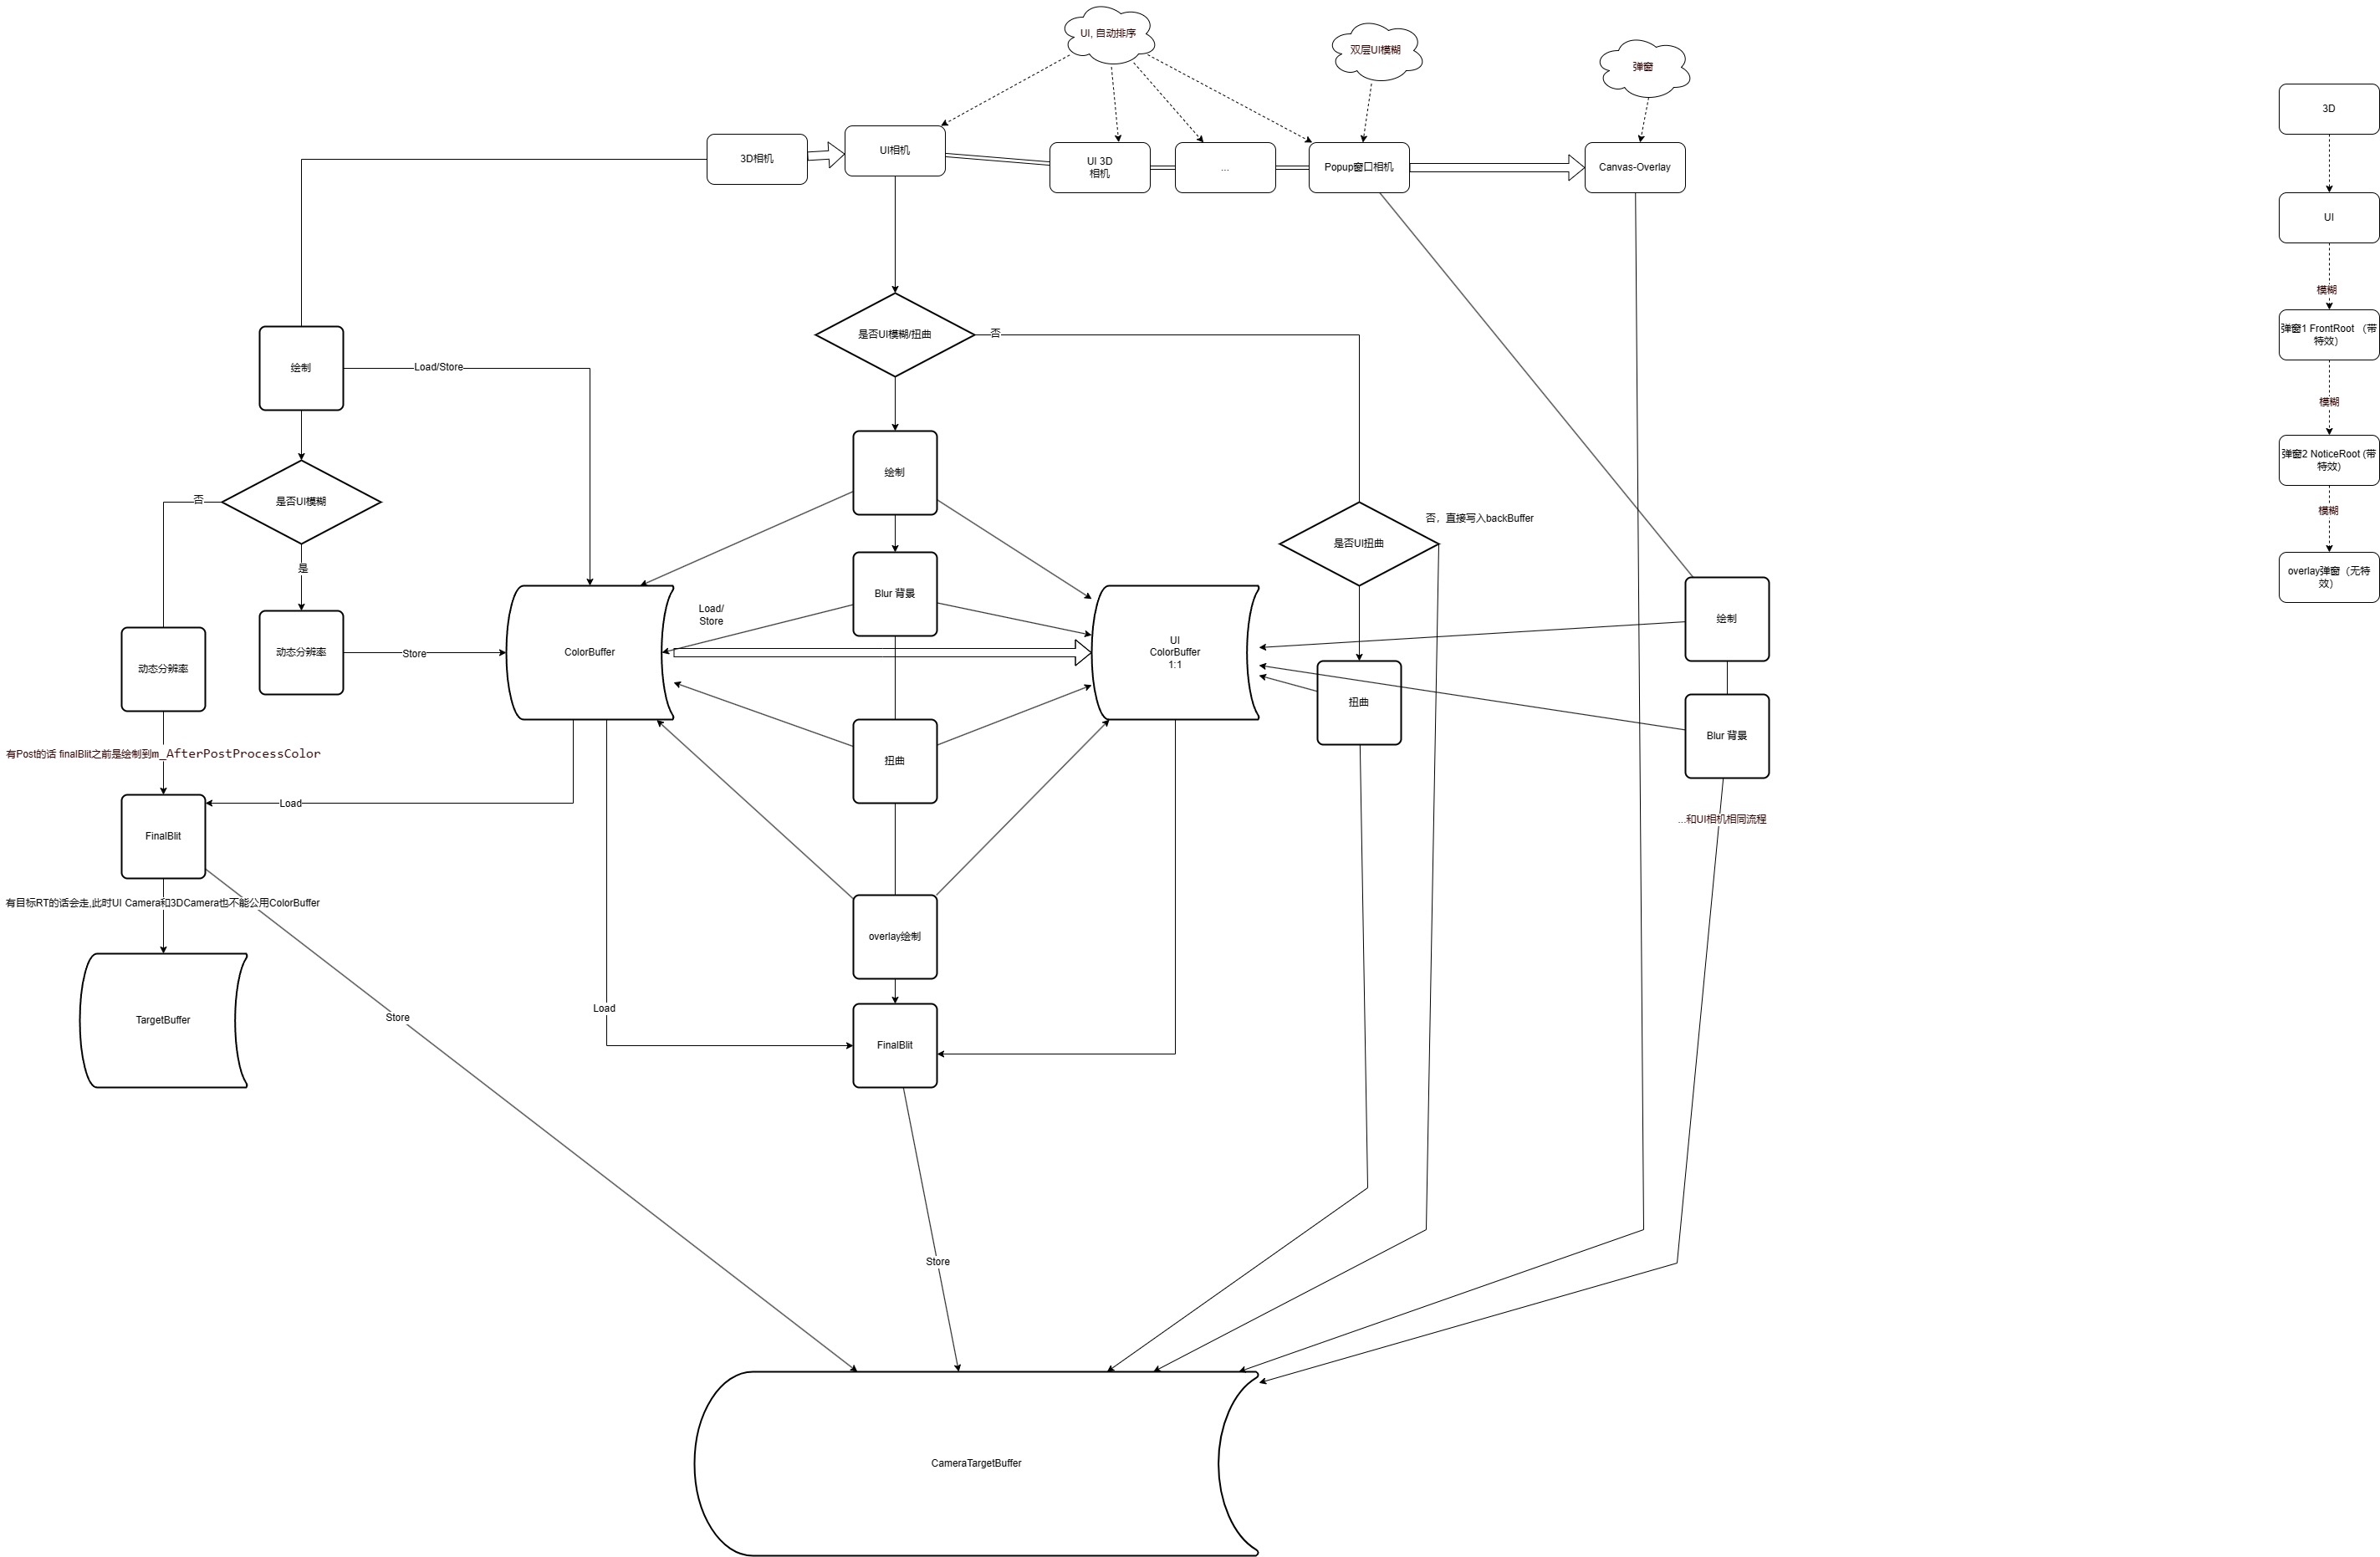 UI, 自动排序
双层UI模糊
弹窗
3D相机
UI相机
UI 3D
相机
...
Popup窗口相机
Canvas-Overlay
3D
UI
模糊
弹窗1 FrontRoot （带
特效）
模糊
弹窗2 NoticeRoot (带
特效)
模糊
overlay弹窗（无特
效）
是否UI模糊/扭曲
否
绘制
Load/Store
绘制
是否UI模糊
否
是
是否UI扭曲
否，直接写入backBuffer
Blur 背景
动态分辨率
动态分辨率
Store
ColorBuffer
Load/
Store
UI
ColorBuffer
1:1
绘制
扭曲
Blur 背景
扭曲
有Post的话 finalBlit之前是绘制到m_AfterPostProcessColor
Load
FinalBlit
...和UI相机相同流程
有目标RT的话会走,此时UI Camera和3DCamera也不能公用ColorBuffer
overlay绘制
TargetBuffer
Store
Load
FinalBlit
Store
CameraTargetBuffer